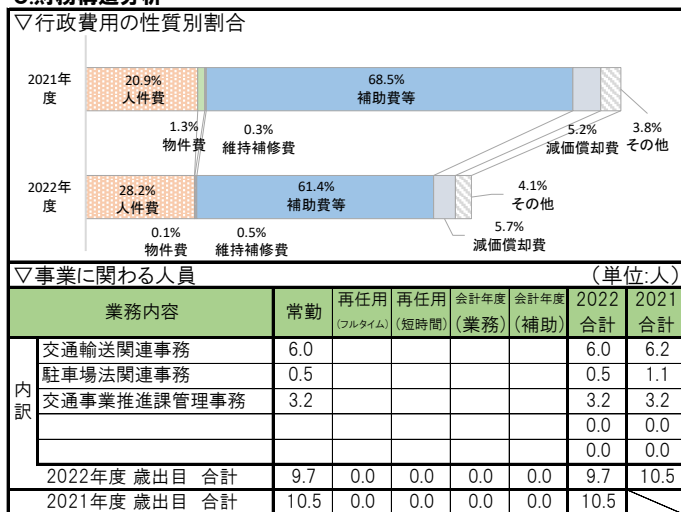 ▽行政費用の性質別割合
2021年度
20.9%
人件費
68.5%
補助費等
1.3%
物件費
0.3%
維持補修費
5.2%
減価償却費
3.8%
その他
2022年度
28.2%
人件費
61.4%
補助費等
4.1%
その他
0.1%
物件費
0.5%
維持補修費
5.7%
減価償却費
▽事業に関わる人員 (単位:人)
業務内容 常勤 再任用(フルタイム) 再任用(短時間) 会計年度(業務) 会計年度(補助) 2022合計 2021合計
内訳
交通輸送関連事務 6.0 6.0 6.2
駐車場法関連事務 0.5 0.5 1.1
交通事業推進課管理事務 3.2 3.2 3.2
0.0 0.0
0.0 0.0
2022年度 歳出目 合計 9.7 0.0 0.0 0.0 0.0 9.7 10.5
2021年度 歳出目 合計 10.5 0.0 0.0 0.0 0.0 10.5